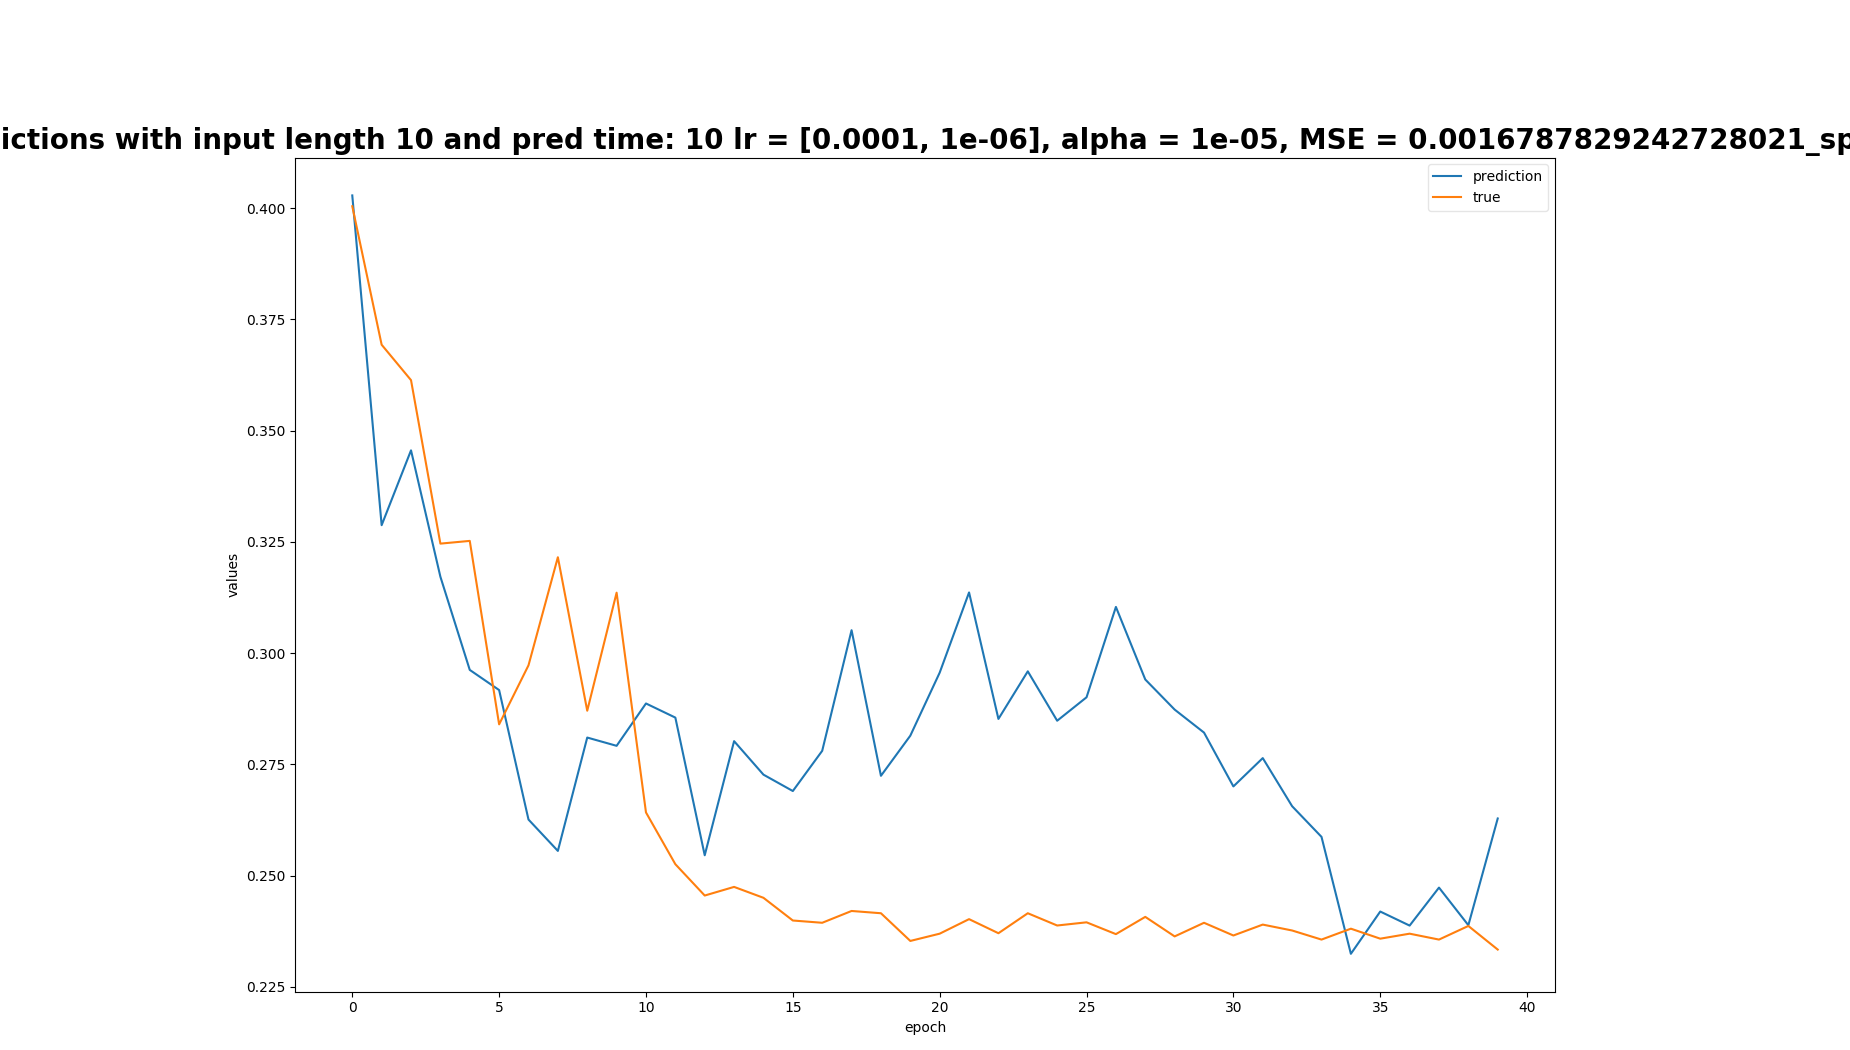 ictions with input length 10 and pred time: 10 lr = [0.0001, 1e-06], alpha = 1e-05, MSE = 0.0016787829242728021_sp
prediction
true
0.400
0.375
0.350
0.325
0.300
0.275
0.250
0.225
values
0 5 10 15 20 25 30 35 40
epoch